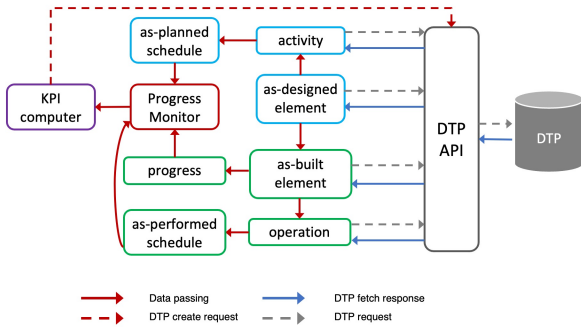 as-planned
schedule
activity
KPI
computer
Progress
Monitor
as-designed
element
DTP
API
DTP
progress
as-built
element
as-performed
schedule
operation
Data passing
DTP fetch response
DTP create request
DTP request